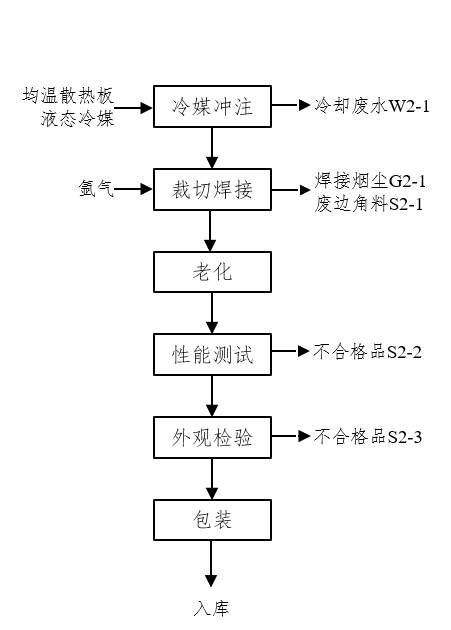 均温散热板
液态冷媒
冷媒冲注
冷却废水W2-1
氩气
裁切焊接
焊接烟尘G2-1
废边角料S2-1
老化
性能测试
不合格品S2-2
外观检验
不合格品S2-3
包装
入库